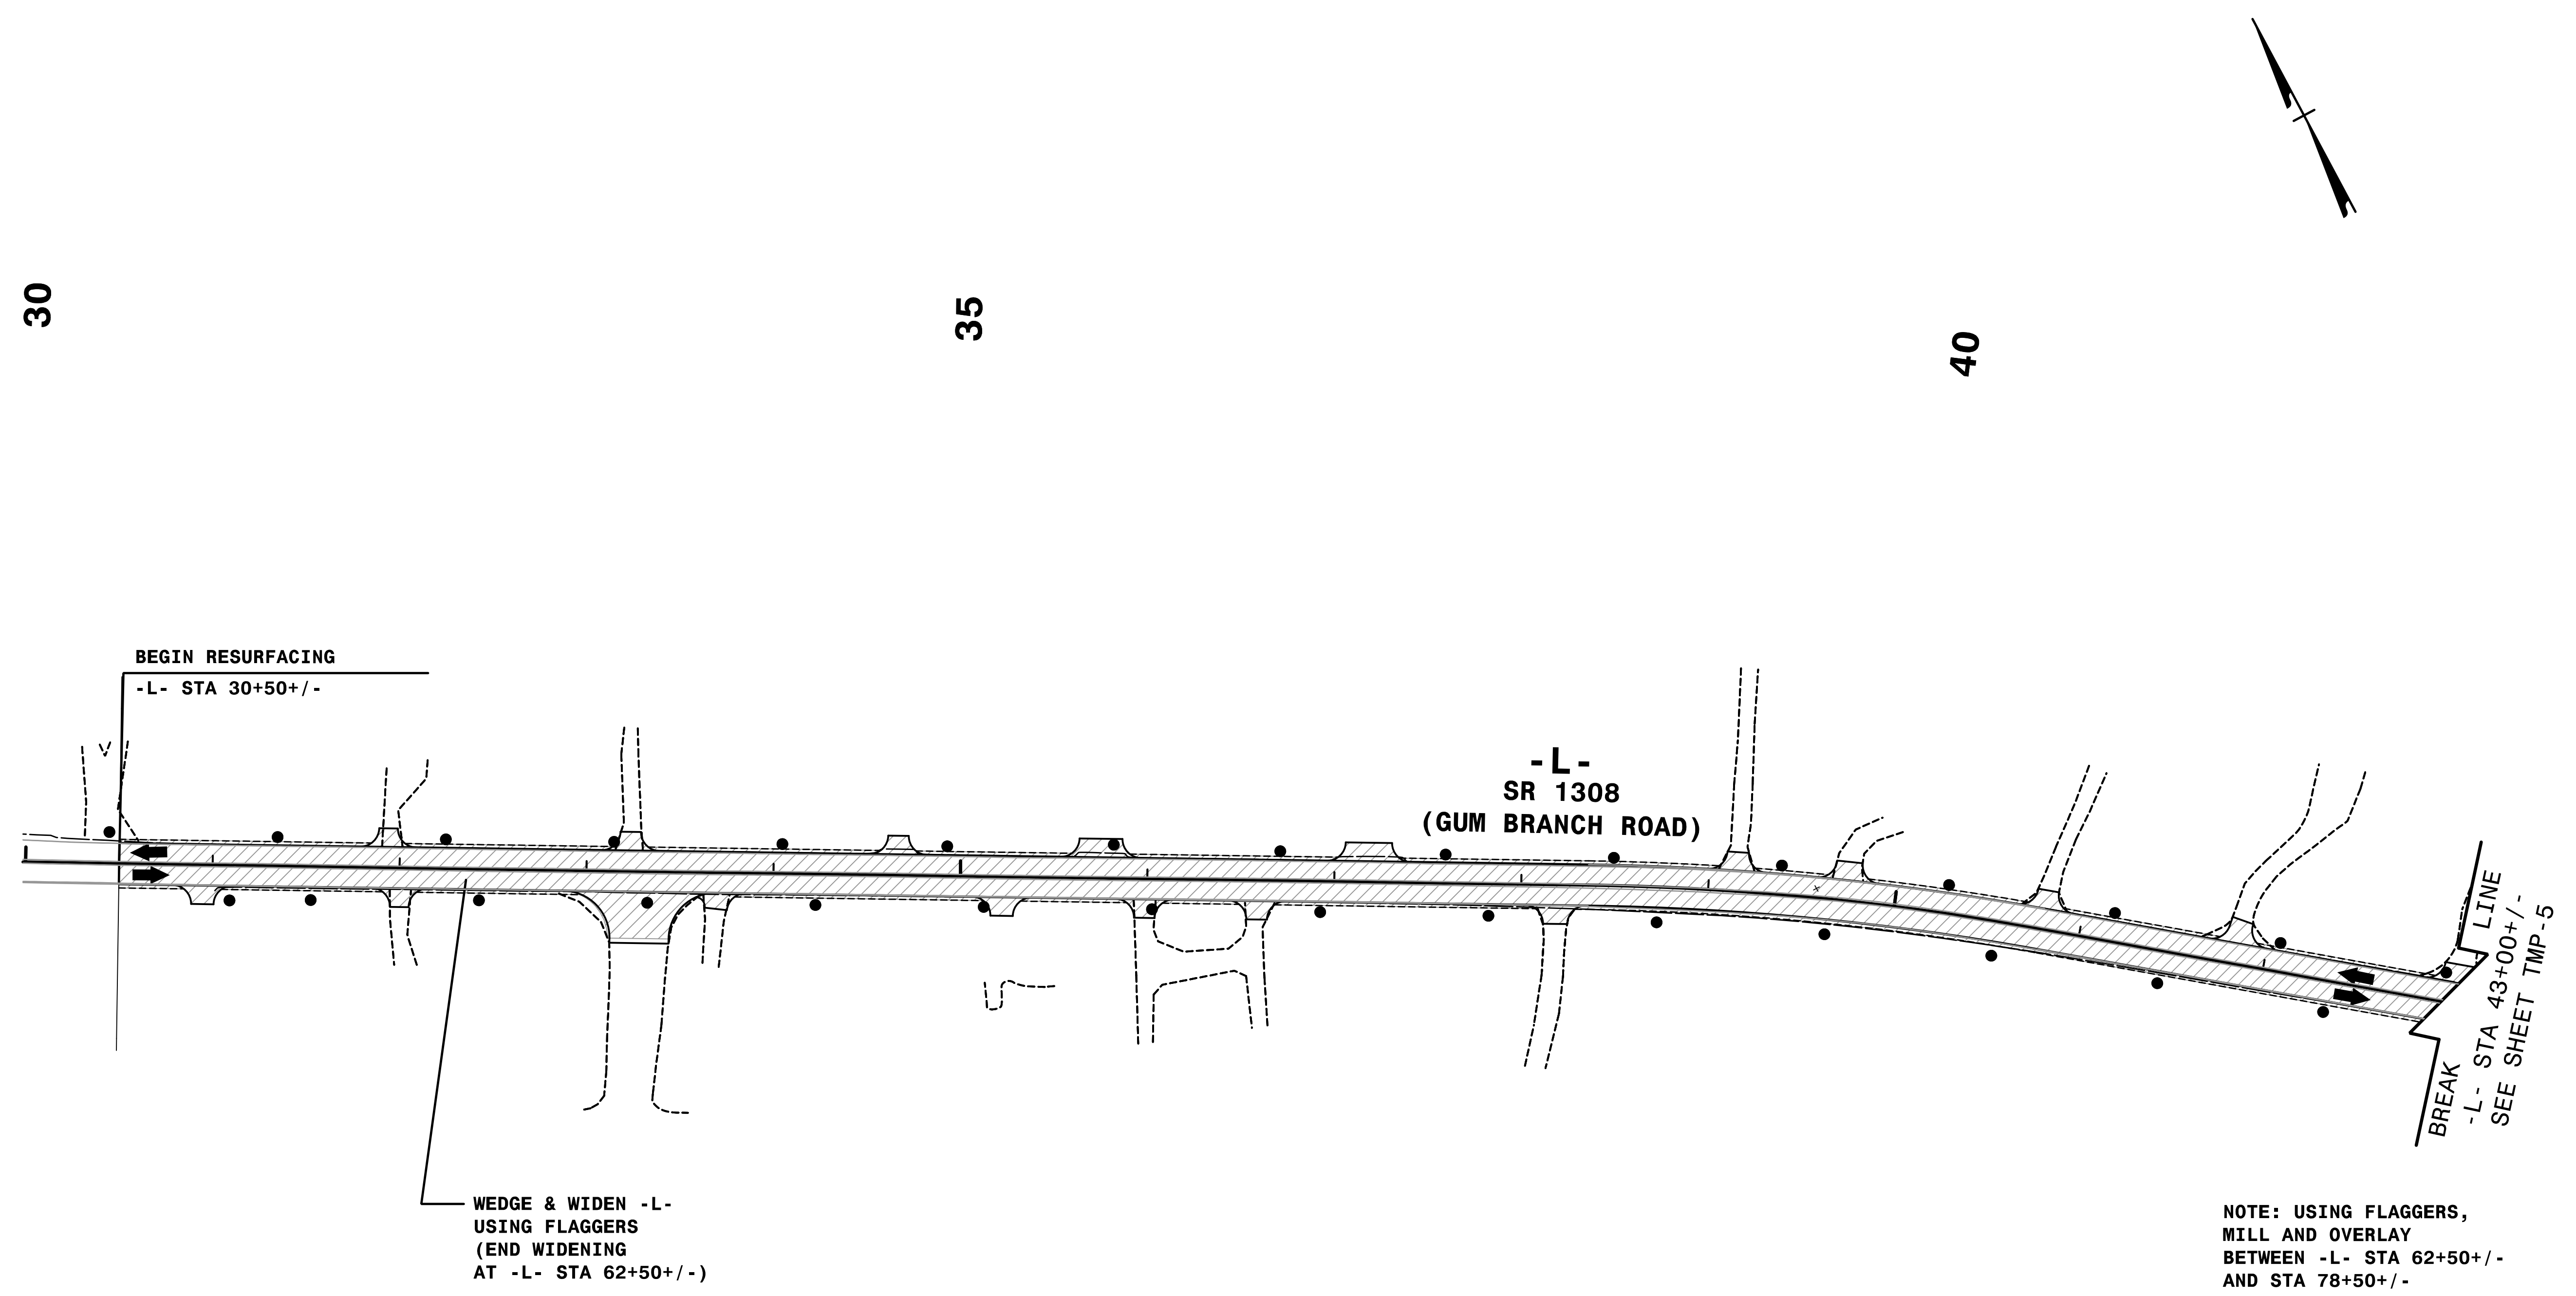 30
35
40
BEGIN RESURFACING
-L- STA 30+50+/-
-L-
SR 1308
(GUM BRANCH ROAD)
BREAK LINE
-L- STA 43+00+/-
SEE SHEET TMP-5
WEDGE & WIDEN -L-
USING FLAGGERS
(END WIDENING
AT -L- STA 62+50+/-)
NOTE: USING FLAGGERS,
MILL AND OVERLAY
BETWEEN -L- STA 62+50+/-
AND STA 78+50+/-